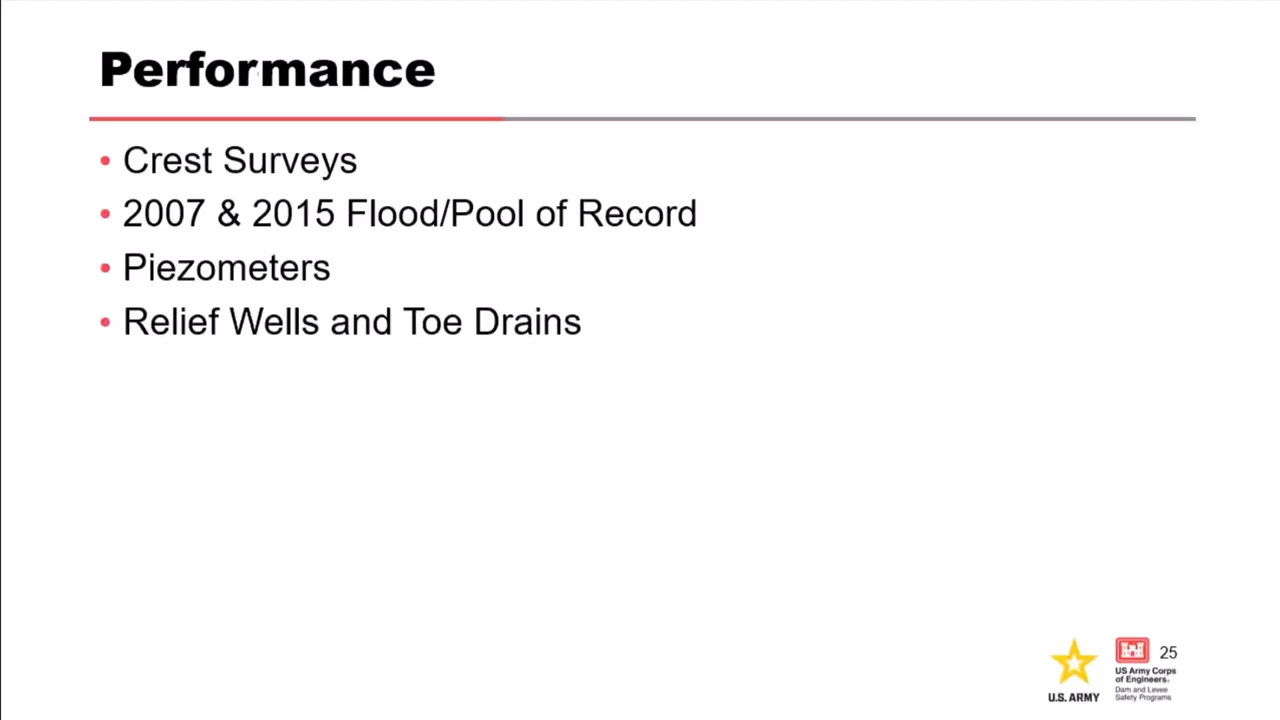 Performance
• Crest Surveys
• 2007 & 2015 Flood/Pool of Record
• Piezometers
• Relief Wells and Toe Drains
25
U.S. ARMY
US Army Corps
of Engineers.
Dam and Levee
Safety Programs